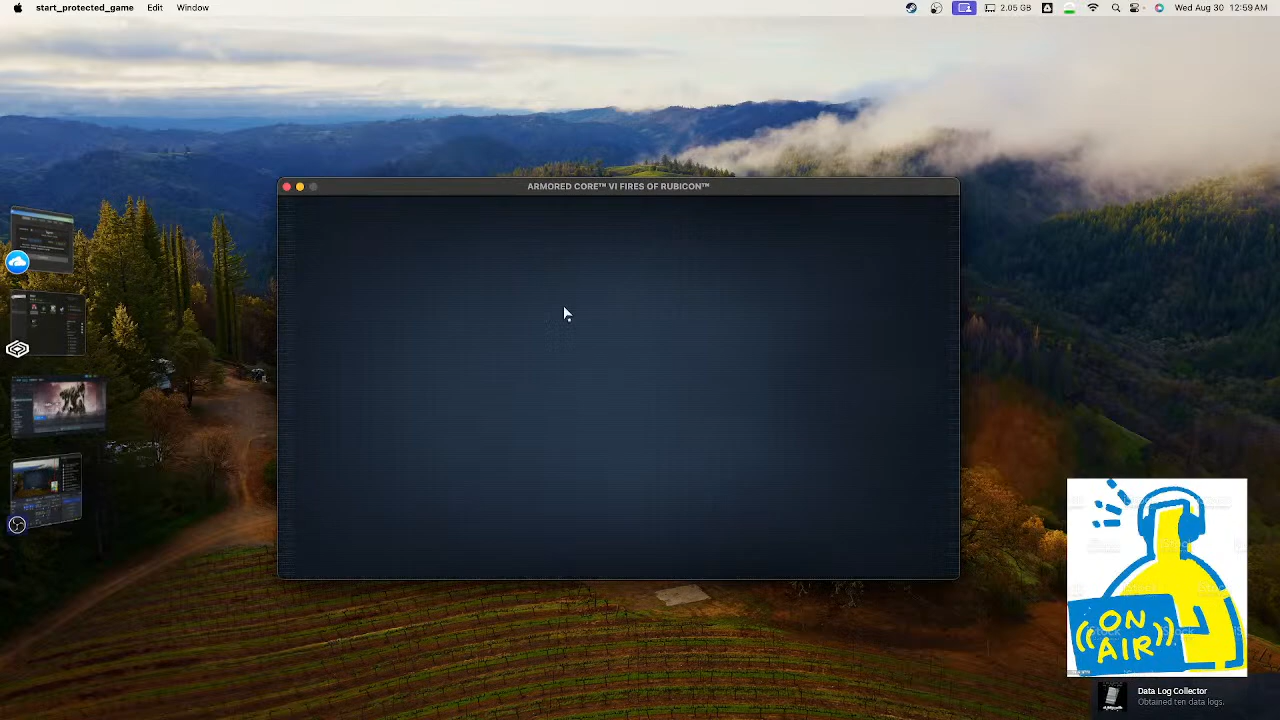 start_protected_game Edit Window
2.05 GB Wed Aug 30 12:59 AM
ARMORED CORE™ VI FIRES OF RUBICON™
ON
AIR
Data Log Collector
Obtained ten data logs.